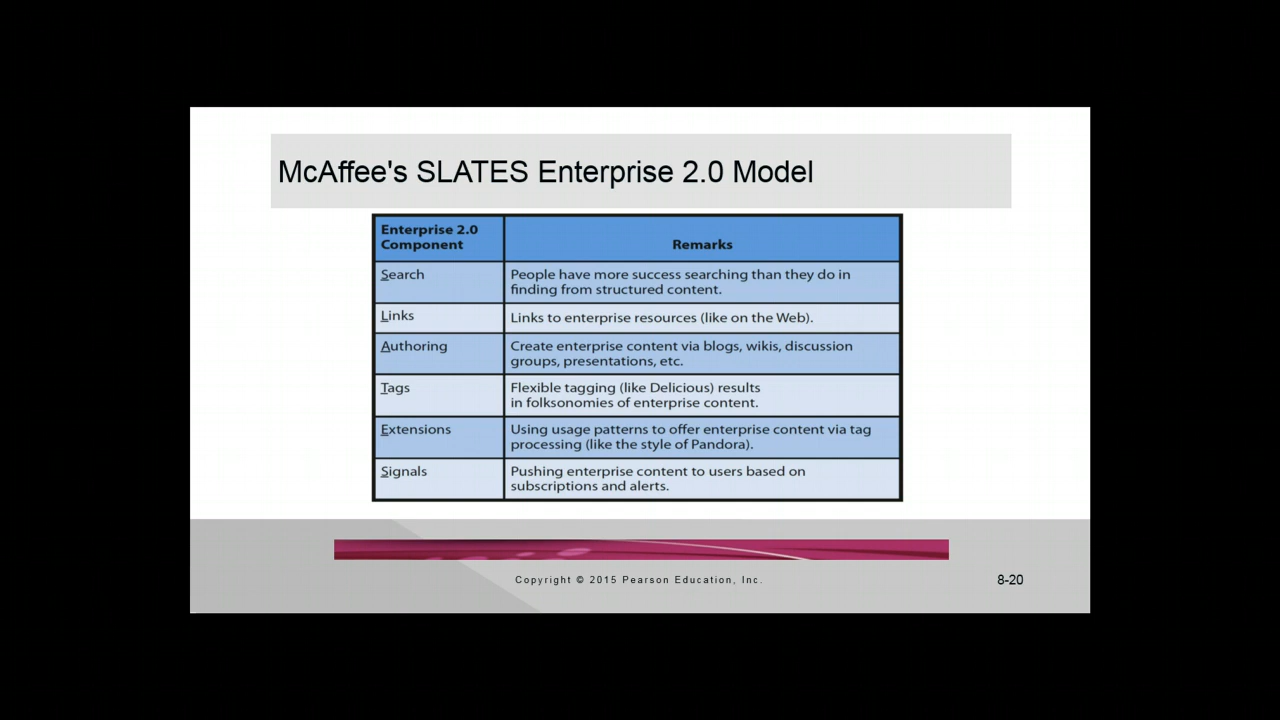 McAffee's SLATES Enterprise 2.0 Model
Enterprise 2.0
Component
Remarks
Search
People have more success searching than they do in
finding from structured content.
Links
Links to enterprise resources (like on the Web).
Authoring
Create enterprise content via blogs, wikis, discussion
groups, presentations, etc.
Tags
Flexible tagging (like Delicious) results
in folksonomies of enterprise content.
Extensions
Using usage patterns to offer enterprise content via tag
processing (like the style of Pandora).
Signals
Pushing enterprise content to users based on
subscriptions and alerts.
Copyright © 2015 Pearson Education, Inc.
8-20